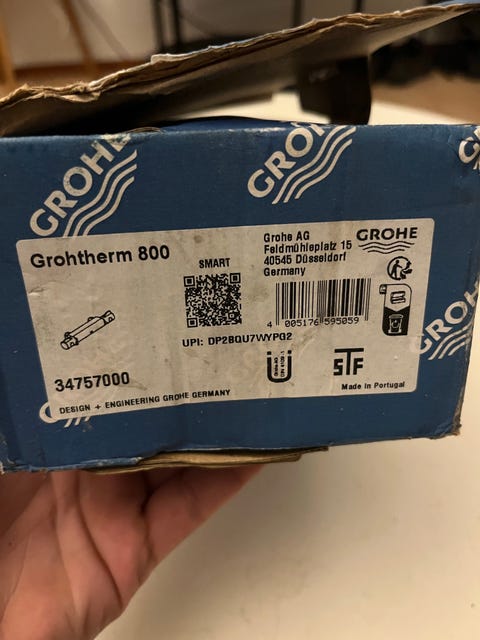 GROHE
GROHE
GROHE
Grohtherm 800
SMART
Grohe AG
Feldmühleplatz 15
40545 Düsseldorf
Germany
GROHE
4 005176 595059
UPI: DP2BQU7WYPG2
34757000
STF
Made in Portugal
DESIGN + ENGINEERING GROHE GERMANY